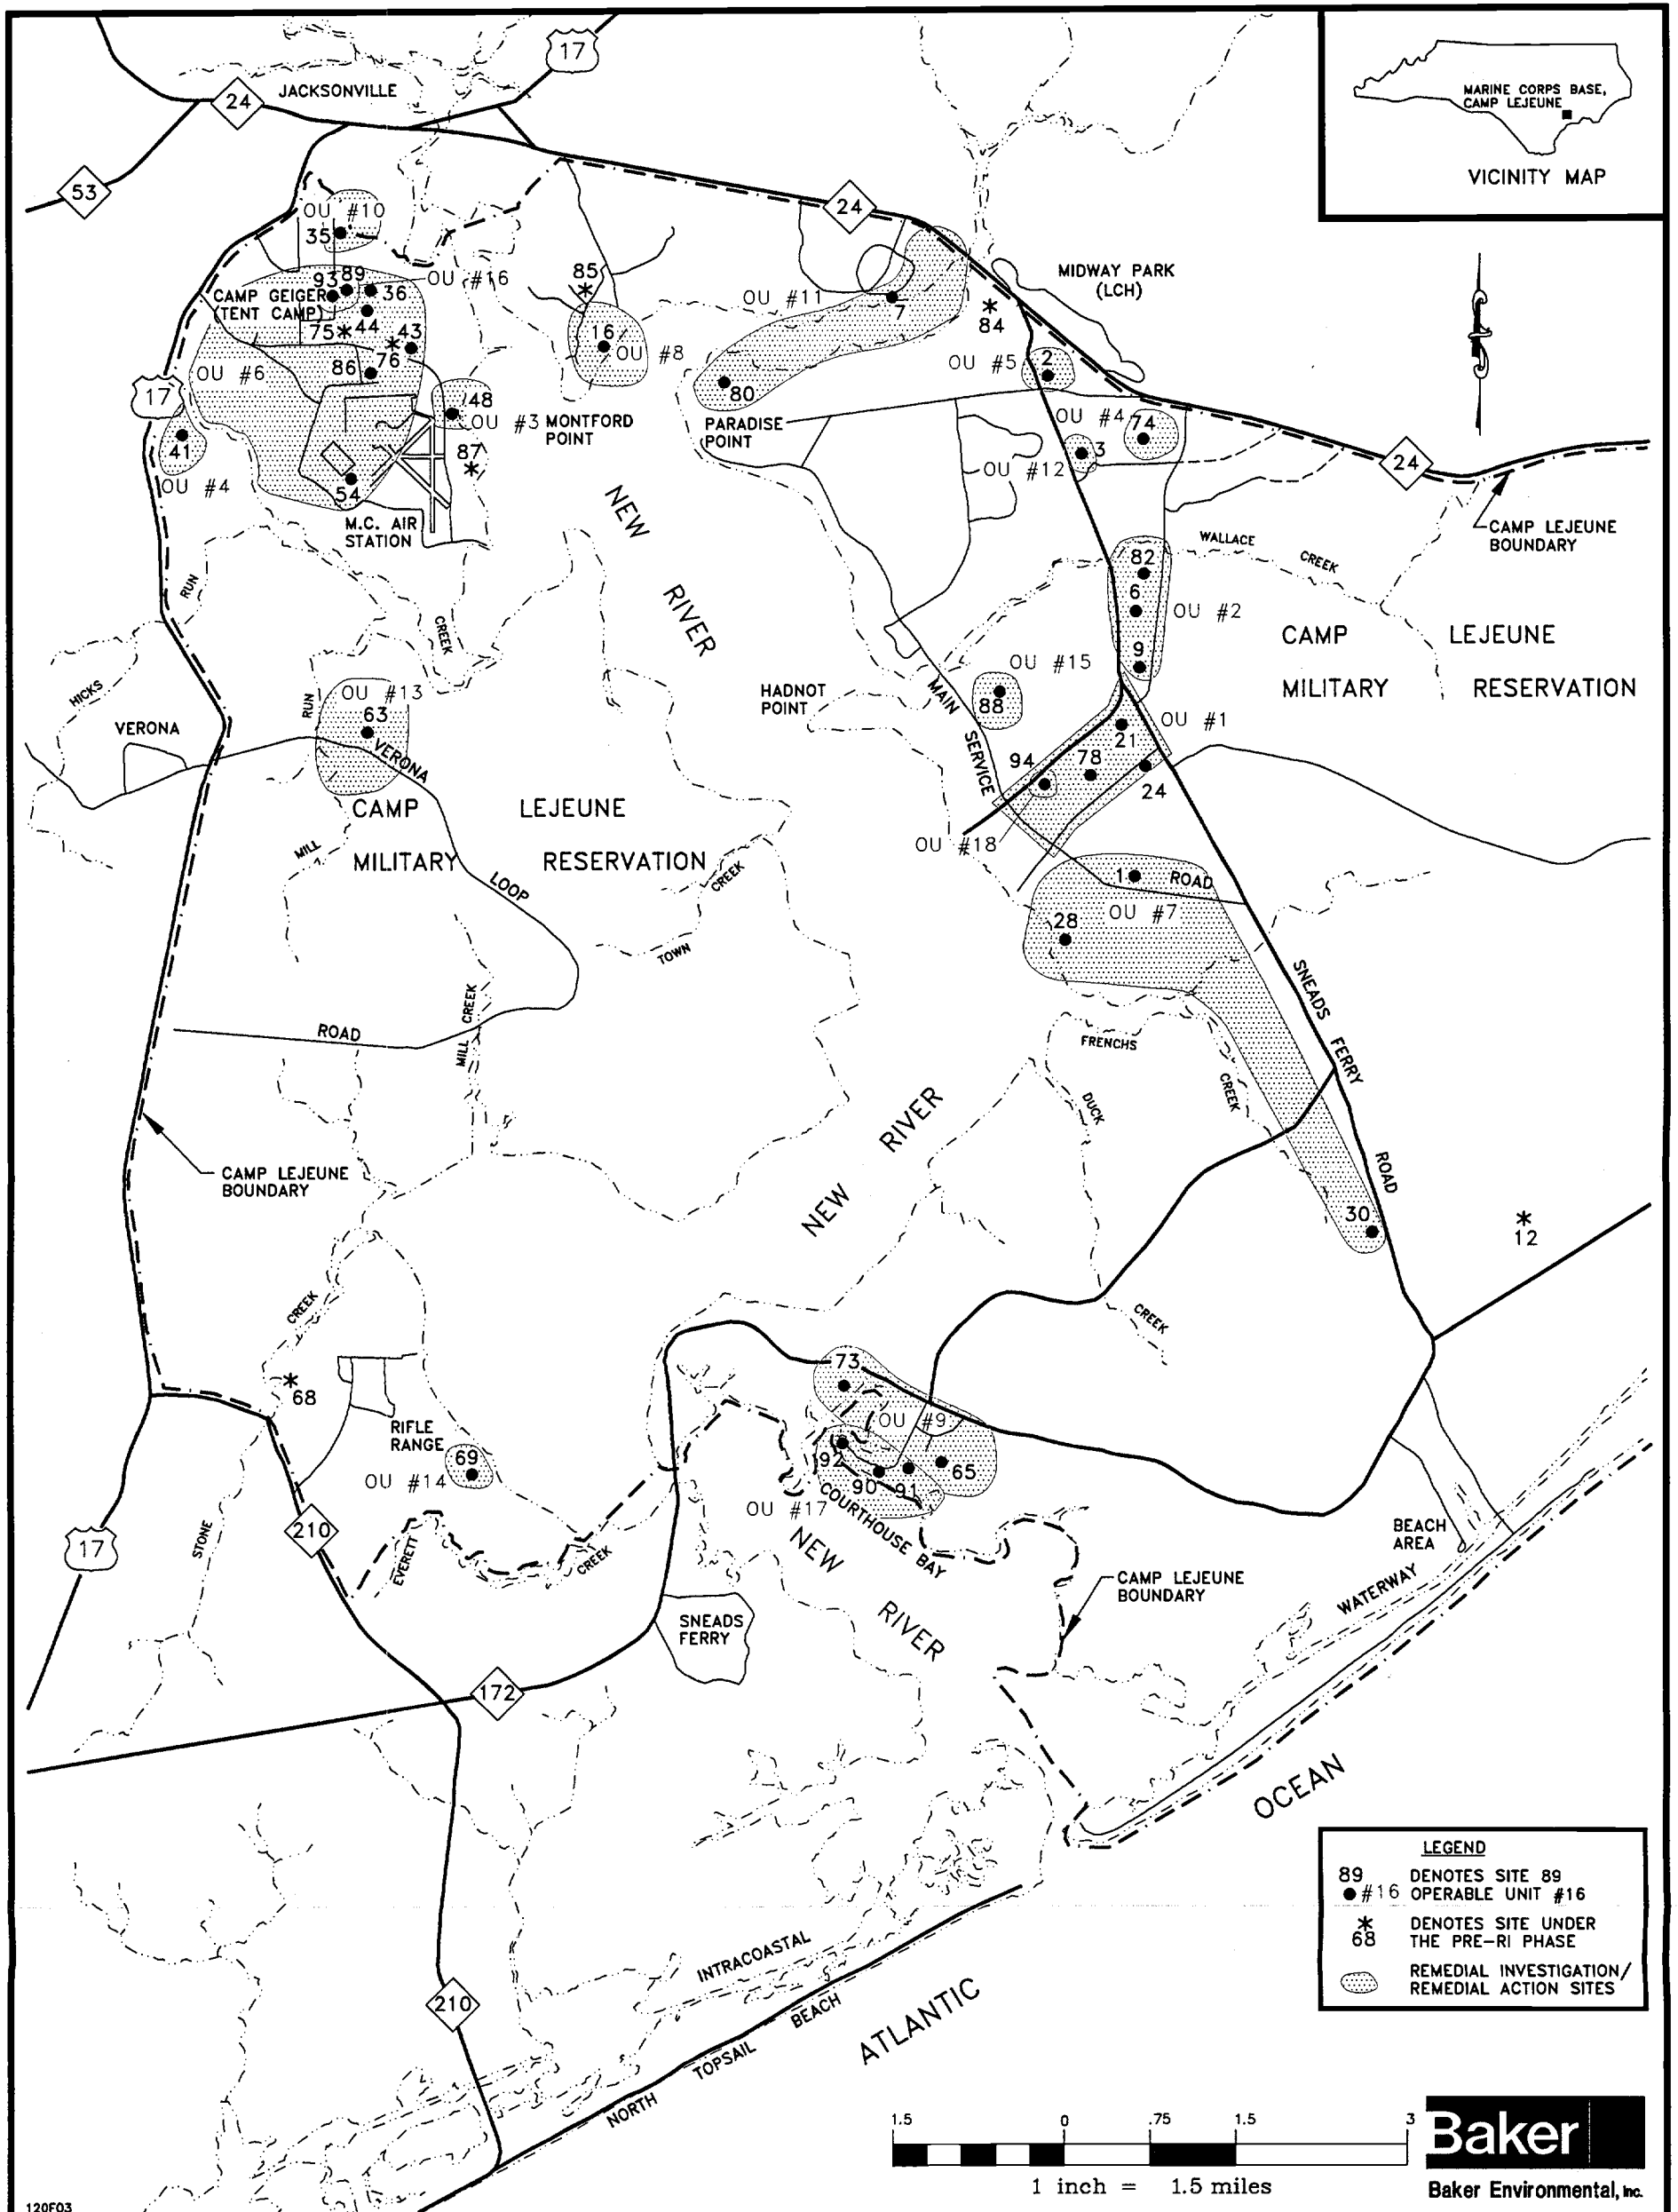 17
24
JACKSONVILLE
MARINE CORPS BASE,
CAMP LEJEUNE
VICINITY MAP
53
24
OU #10
35
85
MIDWAY PARK
(LCH)
93
89
OU #16
CAMP GEIGER
(TENT CAMP)
36
OU #11
7
84
75
44
43
76
16
OU #8
OU #5
2
86
OU #6
17
80
48
OU #3
MONTFORD
POINT
PARADISE
POINT
OU #4
74
3
41
87
OU #12
24
OU #4
54
NEW
RIVER
M.C. AIR
STATION
CAMP LEJEUNE
BOUNDARY
WALLACE
CREEK
82
6
OU #2
RUN
CREEK
9
CAMP LEJEUNE
MILITARY RESERVATION
OU #15
HICKS
RUN
OU #13
HADNOT
POINT
MAIN
88
63
VERONA
VERONA
OU #1
21
SERVICE
94
78
24
CAMP LEJEUNE
MILITARY RESERVATION
MILL
LOOP
CREEK
OU #18
1
ROAD
OU #7
28
TOWN
SNEADS
MILL CREEK
ROAD
FRENCHS
FERRY
CREEK
DUCK
RIVER
NEW
CAMP LEJEUNE
BOUNDARY
ROAD
30
12
CREEK
CREEK
73
68
RIFLE
RANGE
OU #9
69
OU #14
92
65
90
91
OU #17
COURTHOUSE BAY
NEW
RIVER
210
17
STONE
EVERETT
CREEK
BEACH
AREA
CAMP LEJEUNE
BOUNDARY
WATERWAY
SNEADS
FERRY
172
OCEAN
LEGEND
89 DENOTES SITE 89
#16 OPERABLE UNIT #16
* DENOTES SITE UNDER
68 THE PRE-RI PHASE
REMEDIAL INVESTIGATION/
REMEDIAL ACTION SITES
INTRACOASTAL
210
BEACH
TOPSAIL
NORTH
ATLANTIC
1.5 0 .75 1.5 3
1 inch = 1.5 miles
Baker
Baker Environmental, Inc.
120F03